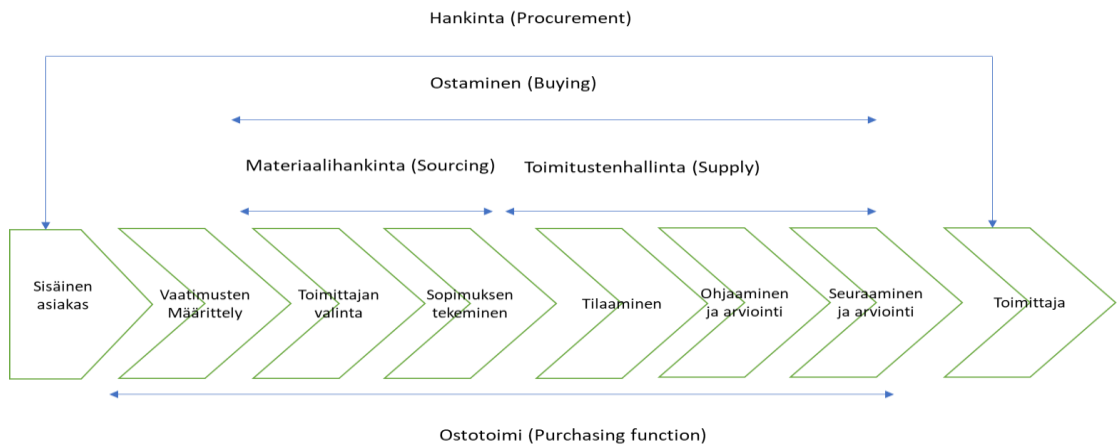 Hankinta (Procurement)
Ostaminen (Buying)
Materiaalihankinta (Sourcing)
Toimitustenhallinta (Supply)
Sisäinen
asiakas
Vaatimusten
Määrittely
Toimittajan
valinta
Sopimuksen
tekeminen
Tilaaminen
Ohjaaminen
ja arviointi
Seuraaminen
ja arviointi
Toimittaja
Ostotoimi (Purchasing function)